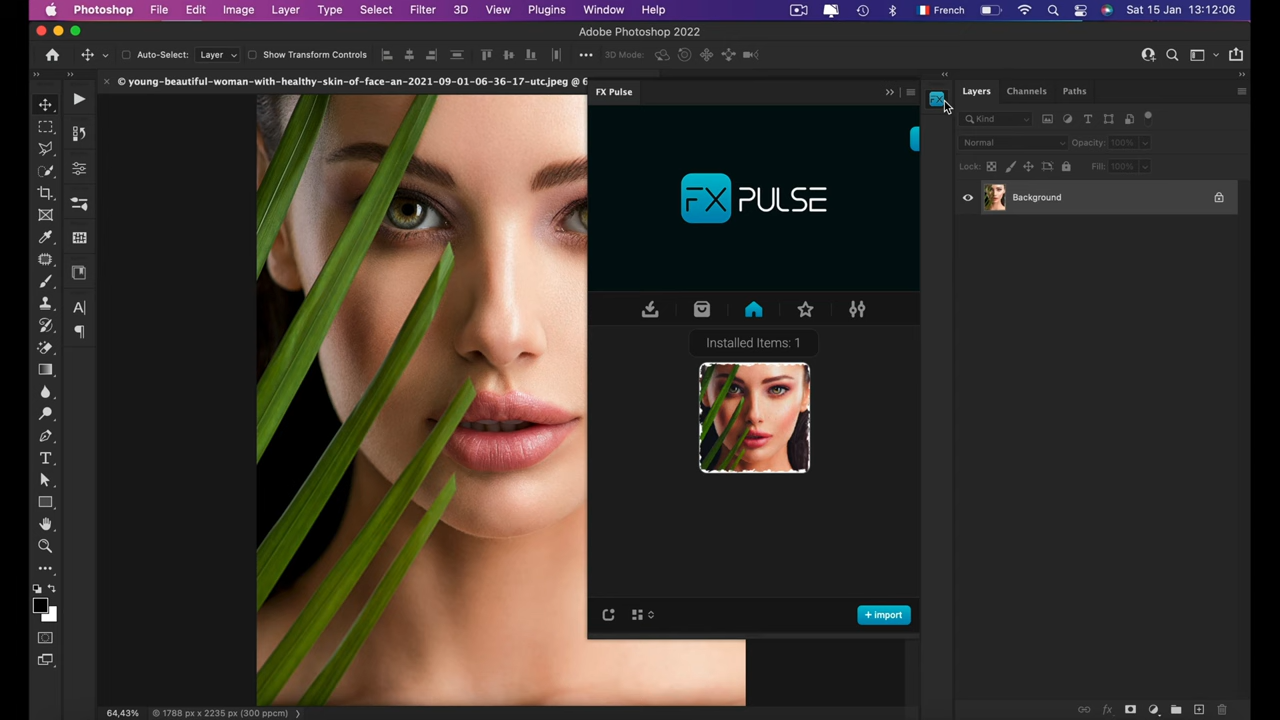 Photoshop File Edit Image Layer Type Select Filter 3D View Plugins Window Help French Sat 15 Jan 13:12:06
Adobe Photoshop 2022
Auto-Select: Layer Show Transform Controls 3D Mode:
© young-beautiful-woman-with-healthy-skin-of-face-an-2021-09-01-06-36-17-utc.jpeg @ 6
FX Pulse
Layers Channels Paths
FX
FX PULSE
Kind
Normal Opacity: 100%
Lock: Fill: 100%
Background
Installed Items: 1
+ import
64,43% © 1788 px x 2235 px (300 ppcm)